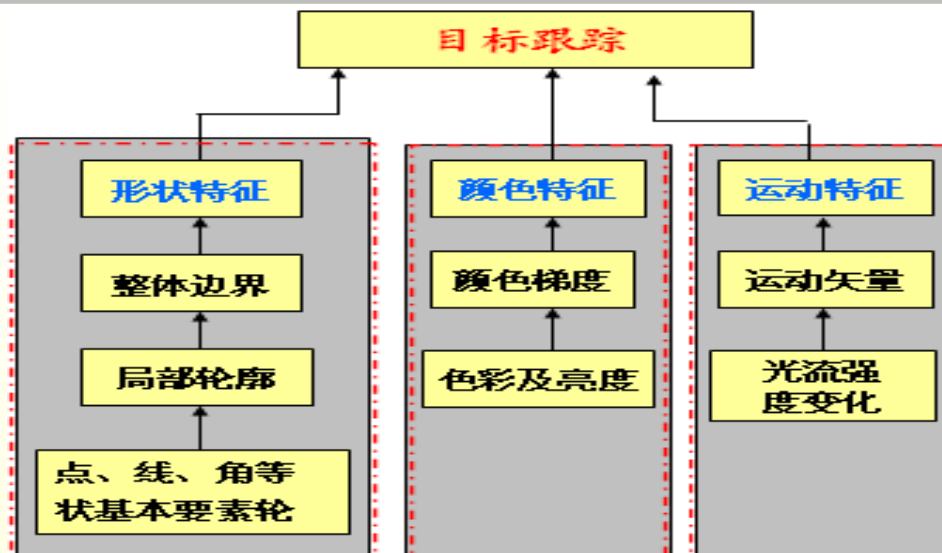 目标跟踪
形状特征
颜色特征
运动特征
整体边界
颜色梯度
运动矢量
局部轮廓
色彩及亮度
光流强
度变化
点、线、角等
状基本要素轮